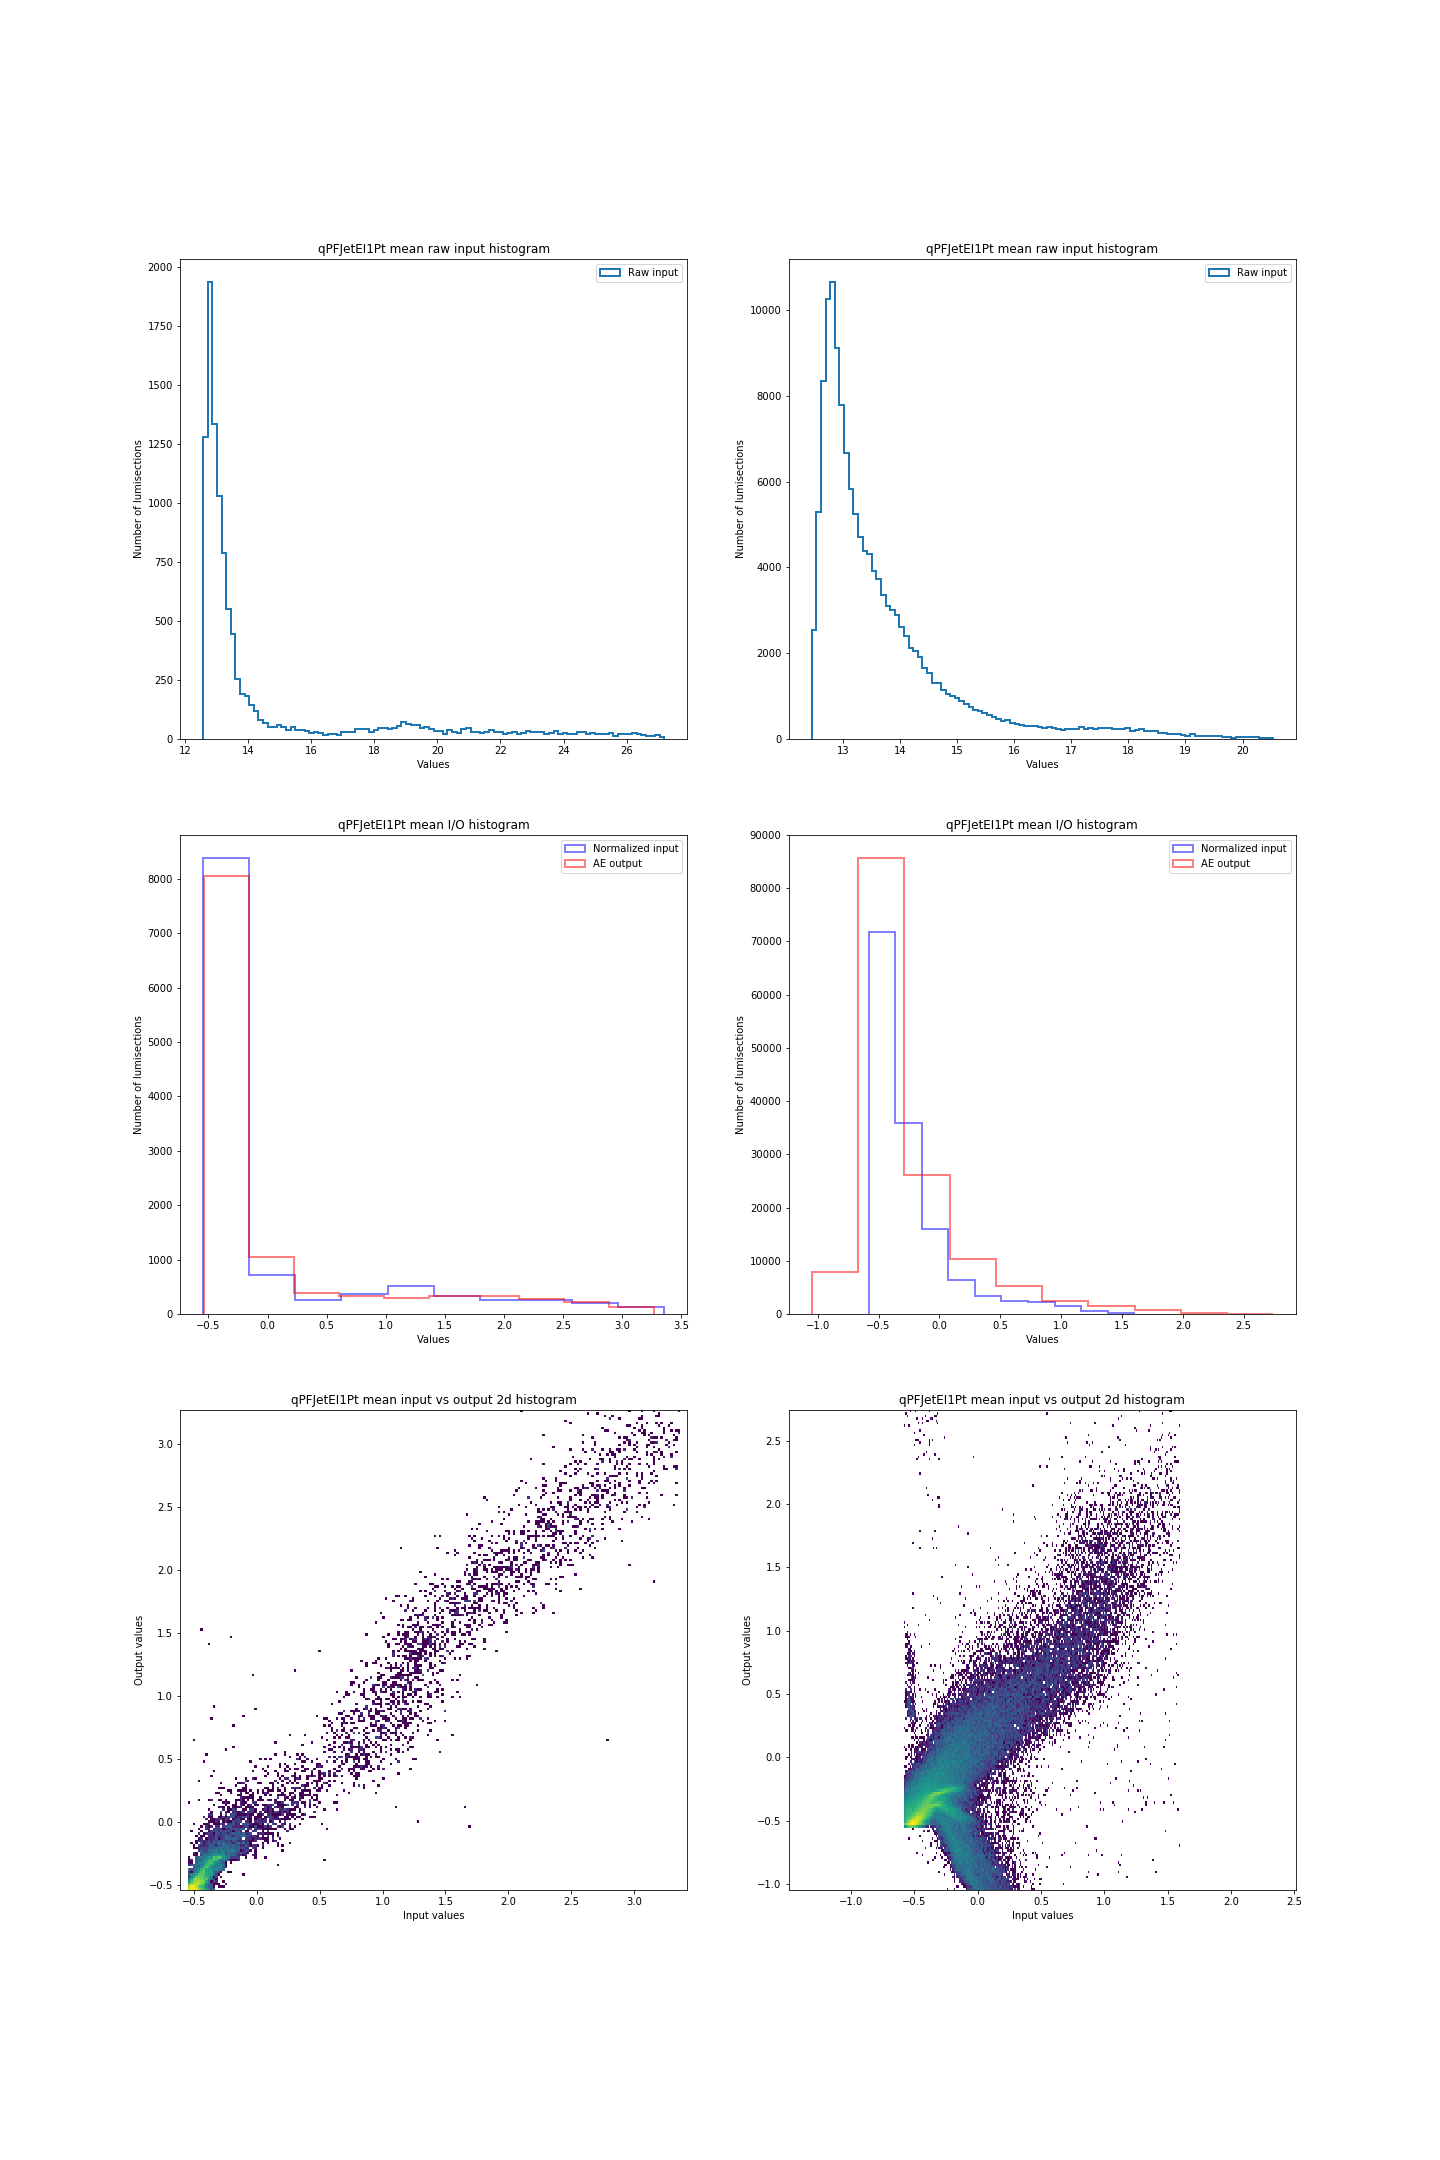 qPFJetEI1Pt mean raw input histogram
Raw input
Number of lumisections
2000
1750
1500
1250
1000
750
500
250
0
12 14 16 18 20 22 24 26
Values
qPFJetEI1Pt mean raw input histogram
Raw input
Number of lumisections
10000
8000
6000
4000
2000
0
13 14 15 16 17 18 19 20
Values
qPFJetEI1Pt mean I/O histogram
Normalized input
AE output
Number of lumisections
8000
7000
6000
5000
4000
3000
2000
1000
0
−0.5 0.0 0.5 1.0 1.5 2.0 2.5 3.0 3.5
Values
qPFJetEI1Pt mean I/O histogram
Normalized input
AE output
Number of lumisections
90000
80000
70000
60000
50000
40000
30000
20000
10000
0
−1.0 −0.5 0.0 0.5 1.0 1.5 2.0 2.5
Values
qPFJetEI1Pt mean input vs output 2d histogram
Output values
3.0
2.5
2.0
1.5
1.0
0.5
0.0
−0.5
−0.5 0.0 0.5 1.0 1.5 2.0 2.5 3.0
Input values
qPFJetEI1Pt mean input vs output 2d histogram
Output values
2.5
2.0
1.5
1.0
0.5
0.0
−0.5
−1.0
−1.0 −0.5 0.0 0.5 1.0 1.5 2.0 2.5
Input values